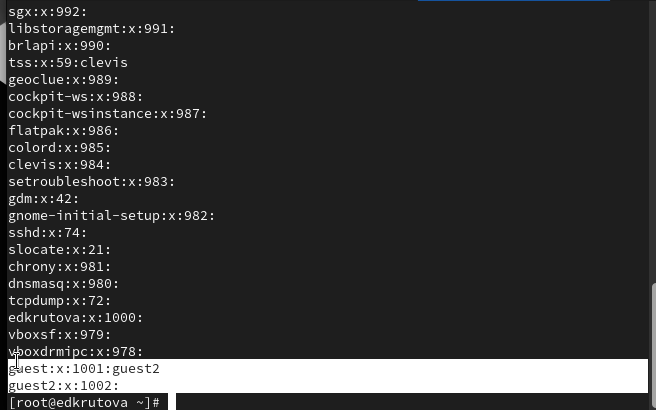 sgx:x:992:
libstoragemgmt:x:991:
brlapi:x:990:
tss:x:59:clevis
geoclue:x:989:
cockpit-ws:x:988:
cockpit-wsinstance:x:987:
flatpak:x:986:
colord:x:985:
clevis:x:984:
setroubleshoot:x:983:
gdm:x:42:
gnome-initial-setup:x:982:
sshd:x:74:
slocate:x:21:
chrony:x:981:
dnsmasq:x:980:
tcpdump:x:72:
edkrutova:x:1000:
vboxsf:x:979:
vboxdrmipc:x:978:
guest:x:1001:guest2
guest2:x:1002:
[root@edkrutova ~]#